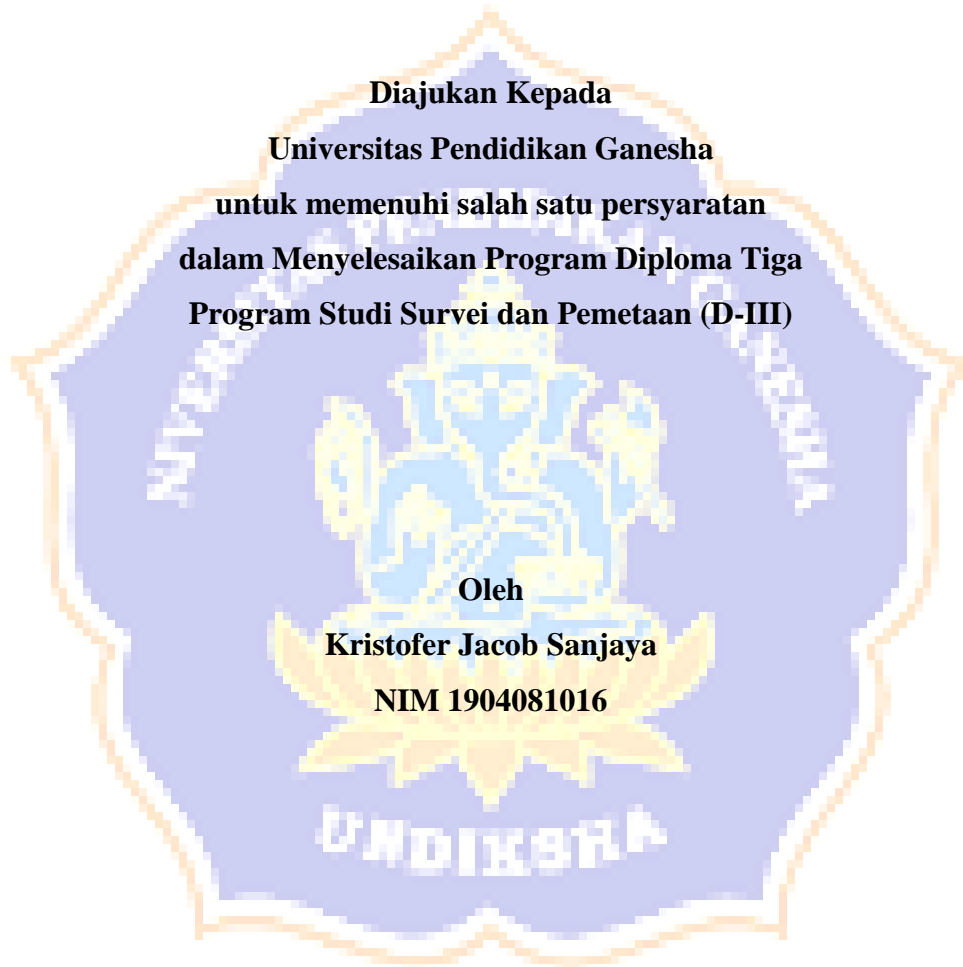 Diajukan Kepada
Universitas Pendidikan Ganesha
untuk memenuhi salah satu persyaratan
dalam Menyelesaikan Program Diploma Tiga
Program Studi Survei dan Pemetaan (D-III)
Oleh
Kristofer Jacob Sanjaya
NIM 1904081016
UNDIKSHA